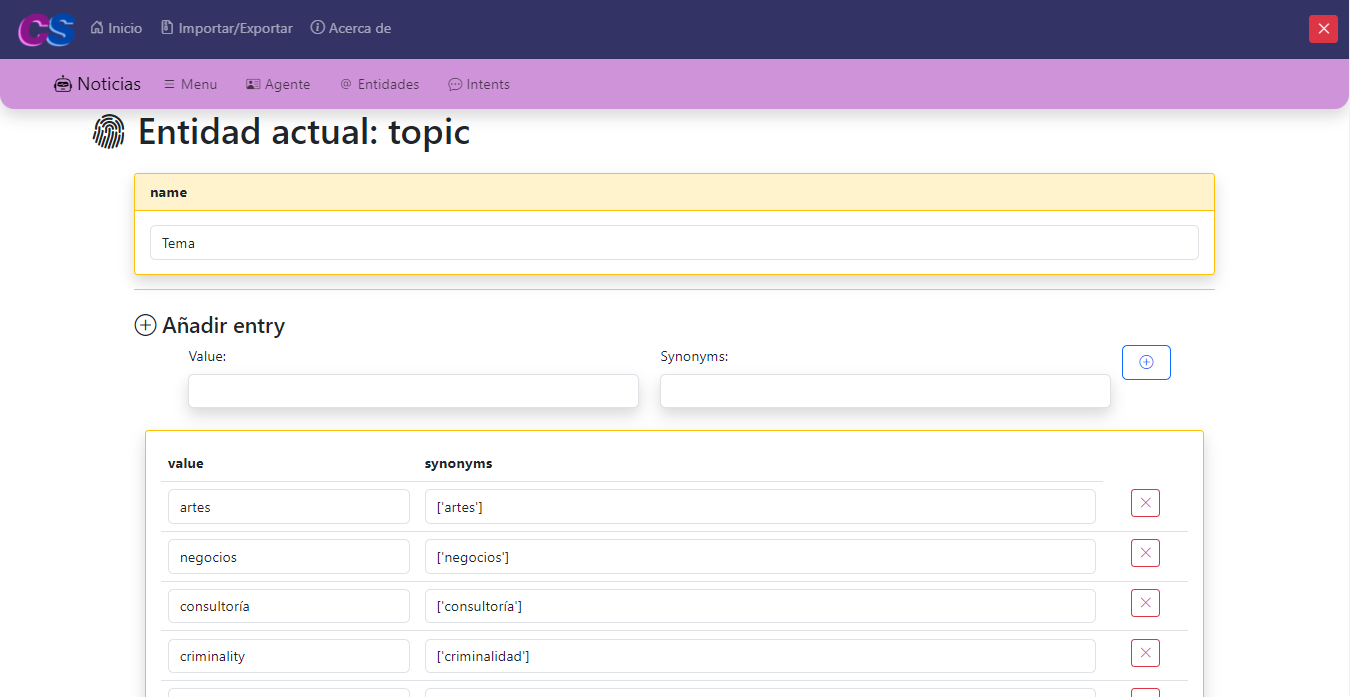 CS Inicio Importar/Exportar Acerca de
Noticias Menu Agente Entidades Intents
Entidad actual: topic
name
Tema
Añadir entry
Value: Synonyms:
value synonyms
artes ['artes']
negocios ['negocios']
consultoría ['consultoría']
criminality ['criminalidad']